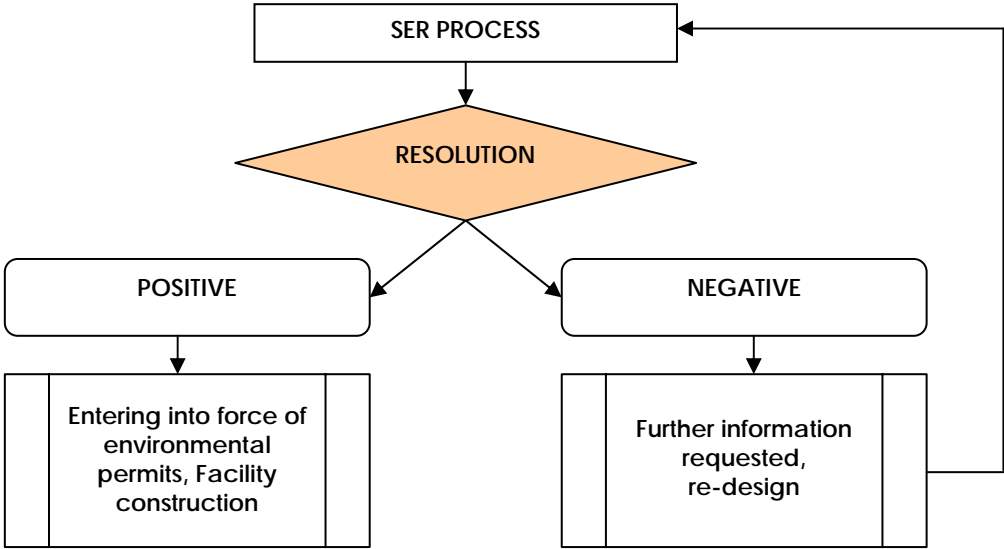 SER PROCESS
RESOLUTION
POSITIVE
NEGATIVE
Entering into force of
environmental
permits, Facility
construction
Further information
requested,
re-design